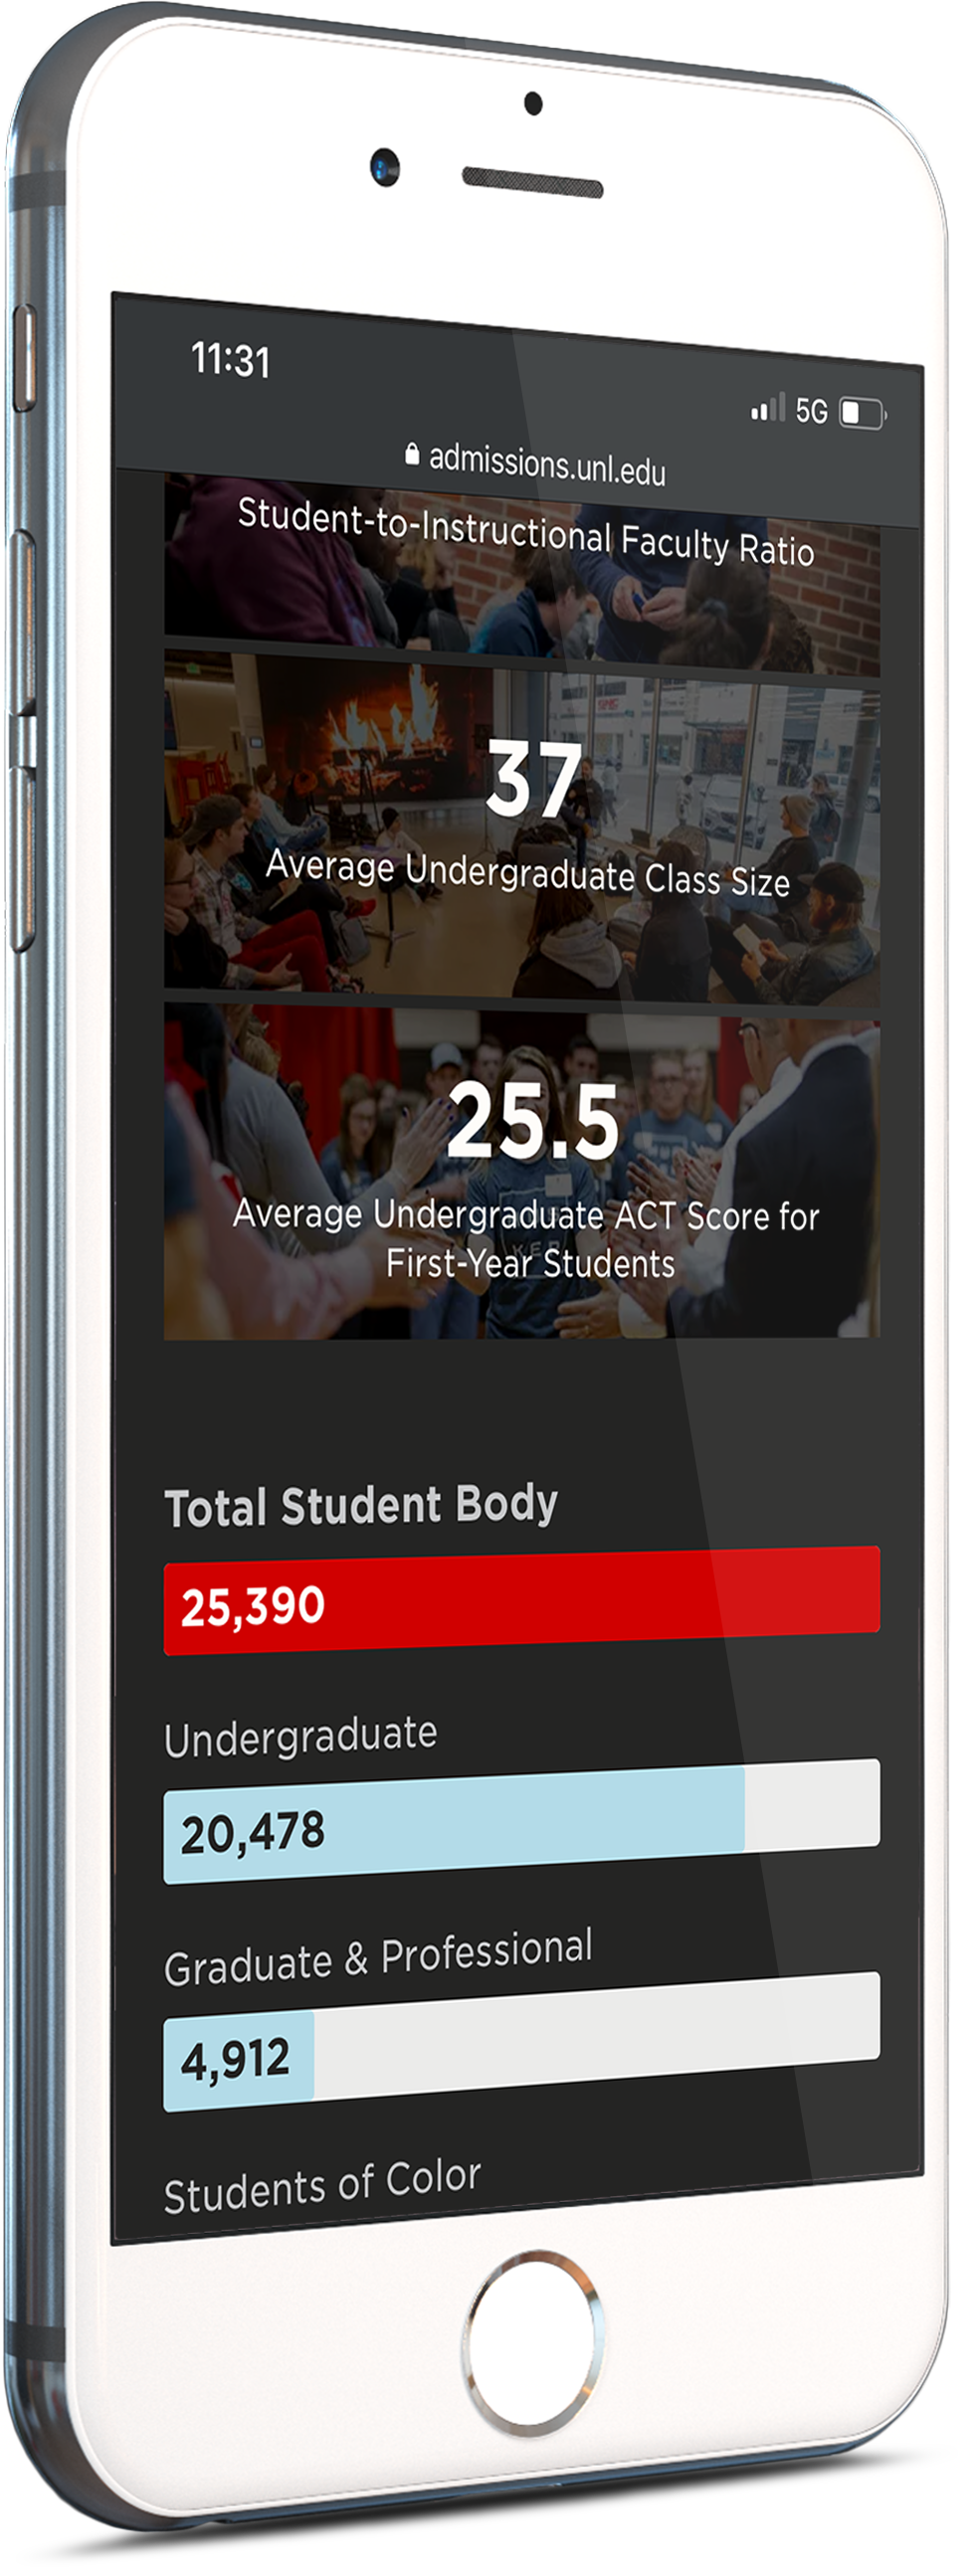 11:31
5G
admissions.unl.edu
Student-to-Instructional Faculty Ratio
37
Average Undergraduate Class Size
25.5
Average Undergraduate ACT Score for
First-Year Students
Total Student Body
25,390
Undergraduate
20,478
Graduate & Professional
4,912
Students of Color